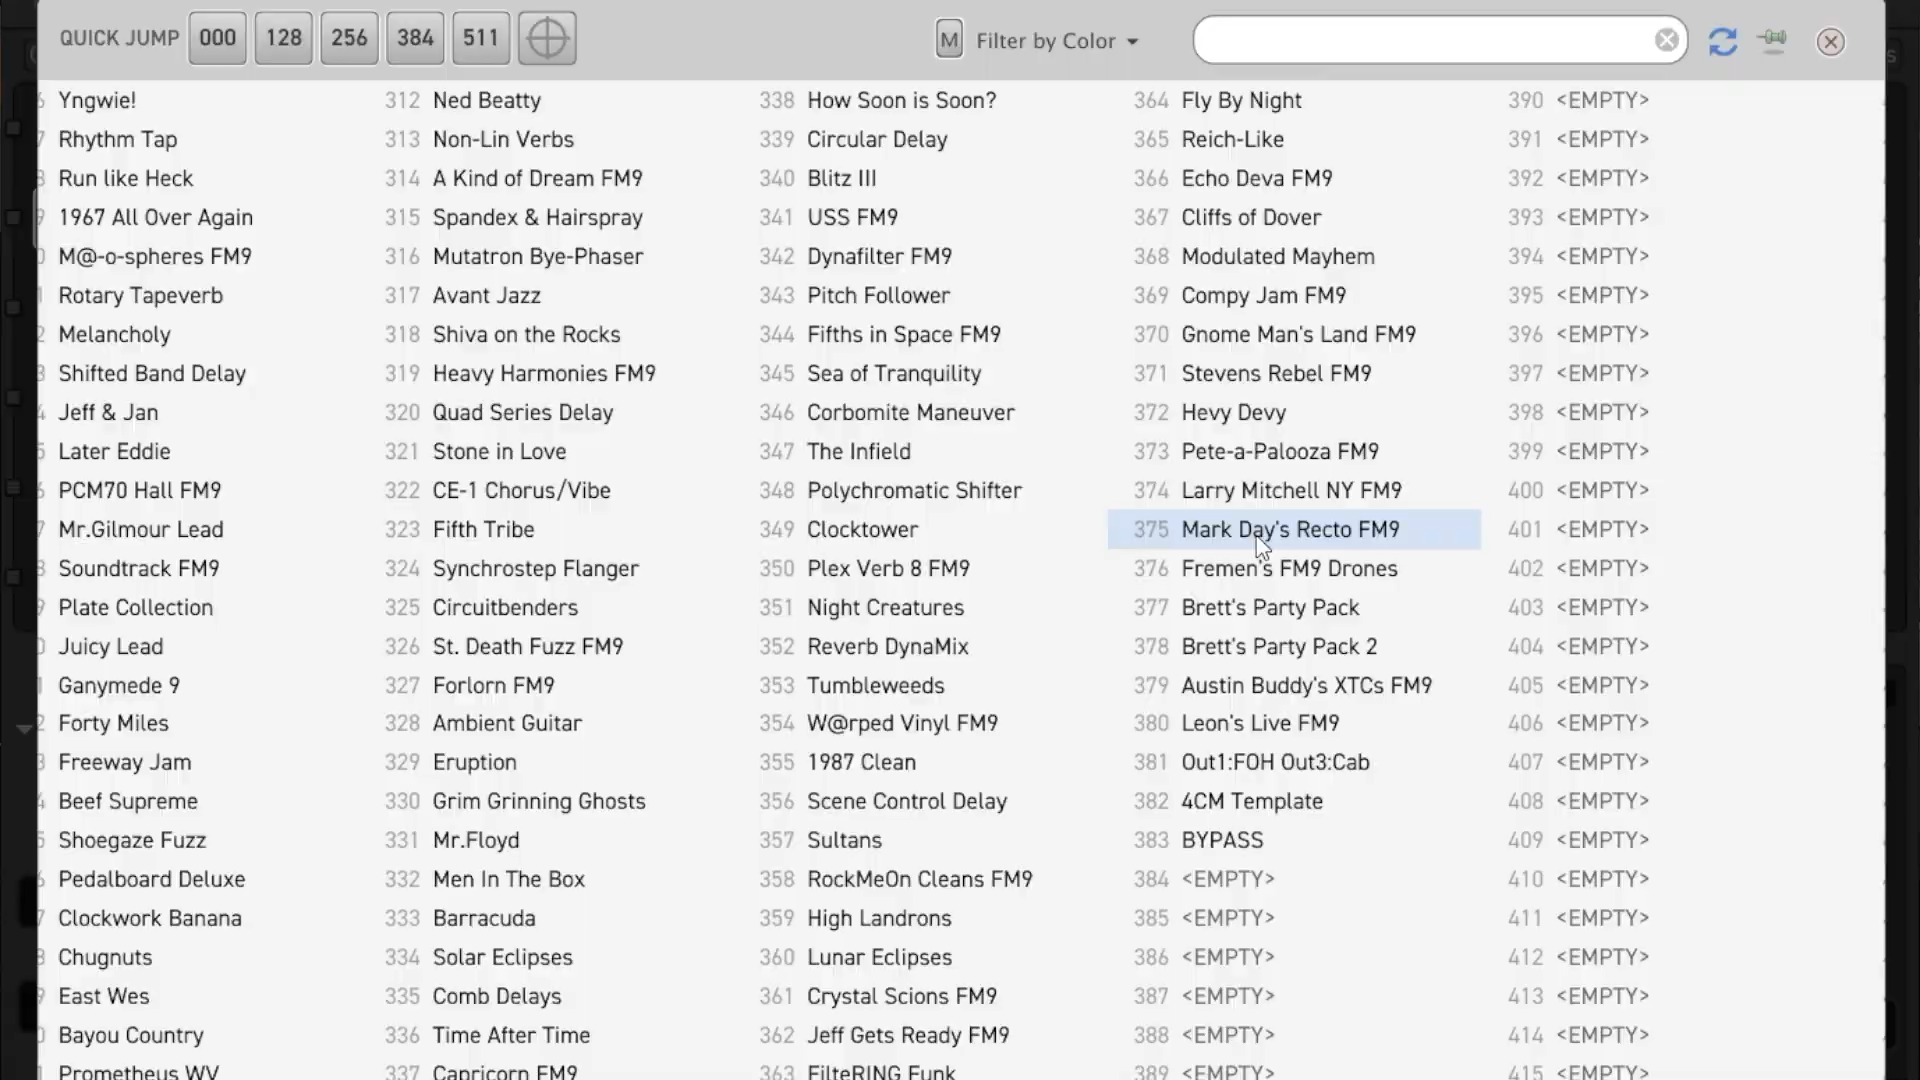 QUICK JUMP 000 128 256 384 511 M Filter by Color
Yngwie!
Rhythm Tap
Run like Heck
1967 All Over Again
M@-o-spheres FM9
Rotary Tapeverb
Melancholy
Shifted Band Delay
Jeff & Jan
Later Eddie
PCM70 Hall FM9
Mr.Gilmour Lead
Soundtrack FM9
Plate Collection
Juicy Lead
Ganymede 9
Forty Miles
Freeway Jam
Beef Supreme
Shoegaze Fuzz
Pedalboard Deluxe
Clockwork Banana
Chugnuts
East Wes
Bayou Country
Prometheus WV
312 Ned Beatty
313 Non-Lin Verbs
314 A Kind of Dream FM9
315 Spandex & Hairspray
316 Mutatron Bye-Phaser
317 Avant Jazz
318 Shiva on the Rocks
319 Heavy Harmonies FM9
320 Quad Series Delay
321 Stone in Love
322 CE-1 Chorus/Vibe
323 Fifth Tribe
324 Synchrostep Flanger
325 Circuitbenders
326 St. Death Fuzz FM9
327 Forlorn FM9
328 Ambient Guitar
329 Eruption
330 Grim Grinning Ghosts
331 Mr.Floyd
332 Men In The Box
333 Barracuda
334 Solar Eclipses
335 Comb Delays
336 Time After Time
337 Capricorn FM9
338 How Soon is Soon?
339 Circular Delay
340 Blitz III
341 USS FM9
342 Dynafilter FM9
343 Pitch Follower
344 Fifths in Space FM9
345 Sea of Tranquility
346 Corbomite Maneuver
347 The Infield
348 Polychromatic Shifter
349 Clocktower
350 Plex Verb 8 FM9
351 Night Creatures
352 Reverb DynaMix
353 Tumbleweeds
354 W@rped Vinyl FM9
355 1987 Clean
356 Scene Control Delay
357 Sultans
358 RockMeOn Cleans FM9
359 High Landrons
360 Lunar Eclipses
361 Crystal Scions FM9
362 Jeff Gets Ready FM9
363 FilteRING Funk
364 Fly By Night
365 Reich-Like
366 Echo Deva FM9
367 Cliffs of Dover
368 Modulated Mayhem
369 Compy Jam FM9
370 Gnome Man's Land FM9
371 Stevens Rebel FM9
372 Hevy Devy
373 Pete-a-Palooza FM9
374 Larry Mitchell NY FM9
375 Mark Day's Recto FM9
376 Fremen's FM9 Drones
377 Brett's Party Pack
378 Brett's Party Pack 2
379 Austin Buddy's XTCs FM9
380 Leon's Live FM9
381 Out1:FOH Out3:Cab
382 4CM Template
383 BYPASS
384 <EMPTY>
385 <EMPTY>
386 <EMPTY>
387 <EMPTY>
388 <EMPTY>
389 <EMPTY>
390 <EMPTY>
391 <EMPTY>
392 <EMPTY>
393 <EMPTY>
394 <EMPTY>
395 <EMPTY>
396 <EMPTY>
397 <EMPTY>
398 <EMPTY>
399 <EMPTY>
400 <EMPTY>
401 <EMPTY>
402 <EMPTY>
403 <EMPTY>
404 <EMPTY>
405 <EMPTY>
406 <EMPTY>
407 <EMPTY>
408 <EMPTY>
409 <EMPTY>
410 <EMPTY>
411 <EMPTY>
412 <EMPTY>
413 <EMPTY>
414 <EMPTY>
415 <EMPTY>